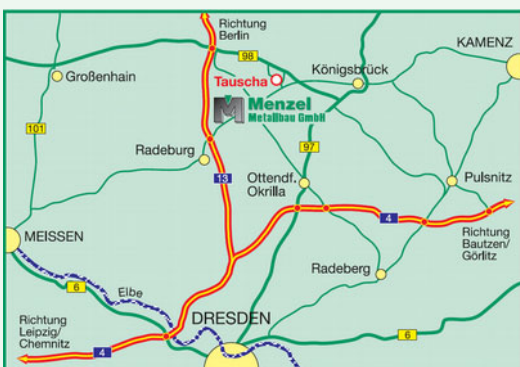 Richtung
Berlin
98
KAMENZ
Großenhain
Tauscha
Königsbrück
Menzel
Metallbau GmbH
101
97
Radeburg
13
Ottendf.
Okrilla
Pulsnitz
4
MEISSEN
Richtung
Bautzen/
Görlitz
Radeberg
6
Elbe
Richtung
Leipzig/
Chemnitz
DRESDEN
6
4